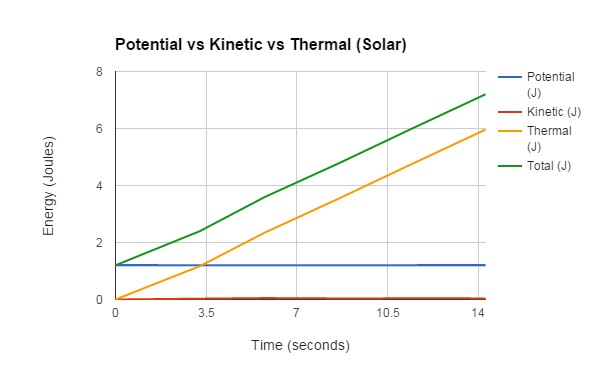 Potential vs Kinetic vs Thermal (Solar)
8
6
4
2
0
Energy (Joules)
0 3.5 7 10.5 14
Time (seconds)
Potential
(J)
Kinetic (J)
Thermal
(J)
Total (J)